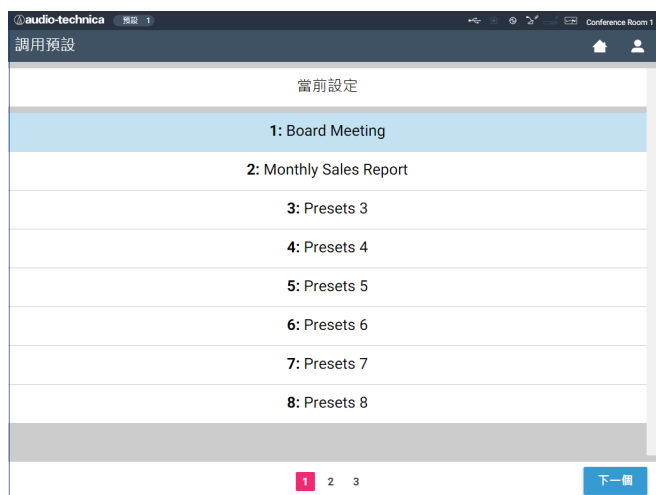 audio-technica 預設 1 Conference Room 1
調用預設
當前設定
1: Board Meeting
2: Monthly Sales Report
3: Presets 3
4: Presets 4
5: Presets 5
6: Presets 6
7: Presets 7
8: Presets 8
1 2 3 下一個